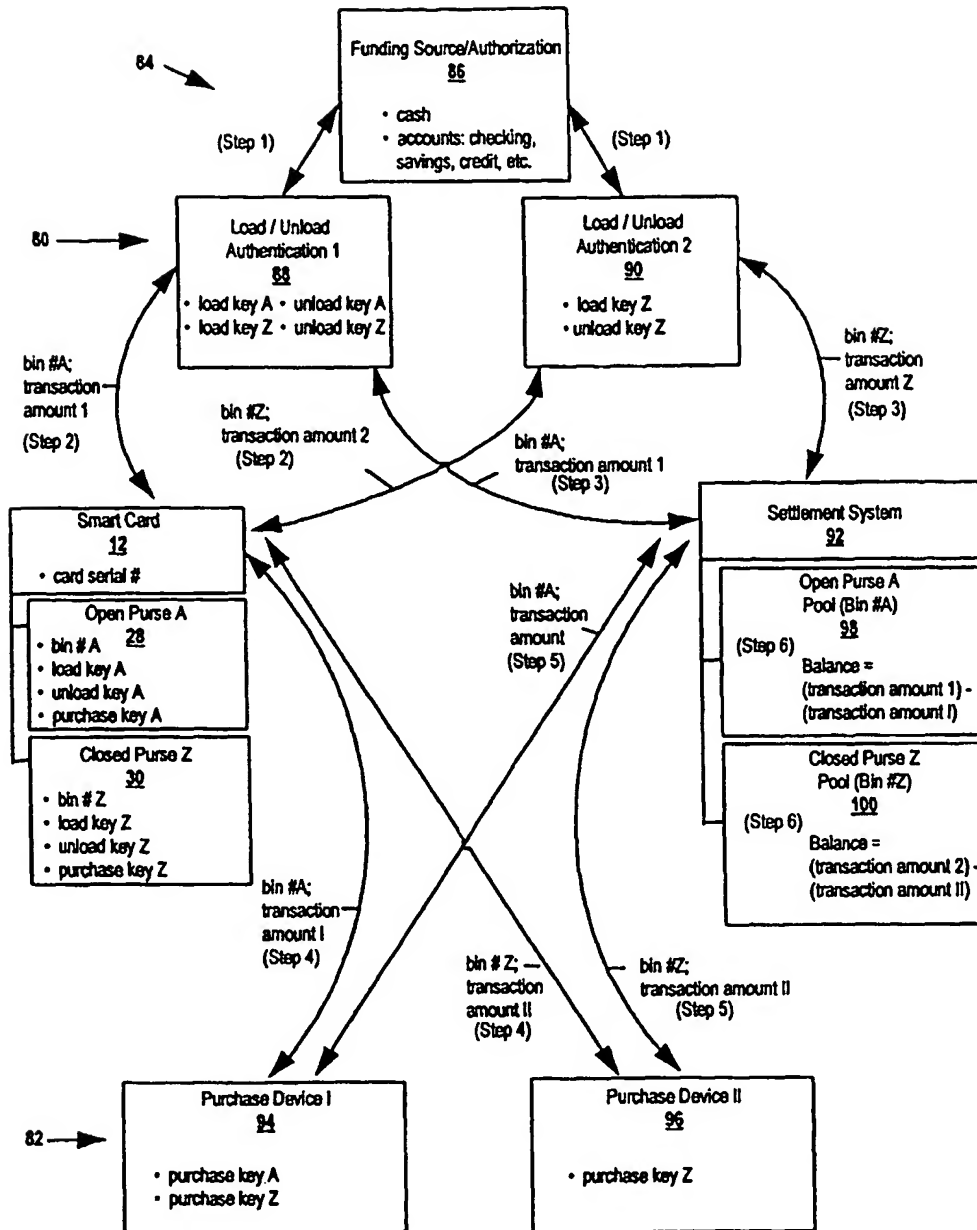 Funding Source/Authorization
86
• cash
• accounts: checking,
savings, credit, etc.
84
(Step 1)
(Step 1)
80
Load / Unload
Authentication 1
88
• load key A • unload key A
• load key Z • unload key Z
Load / Unload
Authentication 2
90
• load key Z
• unload key Z
bin #A;
transaction
amount 1
(Step 2)
bin #Z;
transaction amount 2
(Step 2)
bin #A;
transaction amount 1
(Step 3)
bin #Z;
transaction
amount Z
(Step 3)
Smart Card
12
• card serial #
Open Purse A
28
• bin # A
• load key A
• unload key A
• purchase key A
Closed Purse Z
30
• bin # Z
• load key Z
• unload key Z
• purchase key Z
Settlement System
92
Open Purse A
Pool (Bin #A)
98
(Step 6)
Balance =
(transaction amount 1) -
(transaction amount I)
Closed Purse Z
Pool (Bin #Z)
100
(Step 6)
Balance =
(transaction amount 2) -
(transaction amount II)
bin #A;
transaction
amount
(Step 5)
bin #A;
transaction
amount I
(Step 4)
bin # Z;
transaction
amount II
(Step 4)
bin #Z;
transaction amount II
(Step 5)
82
Purchase Device I
94
• purchase key A
• purchase key Z
Purchase Device II
96
• purchase key Z